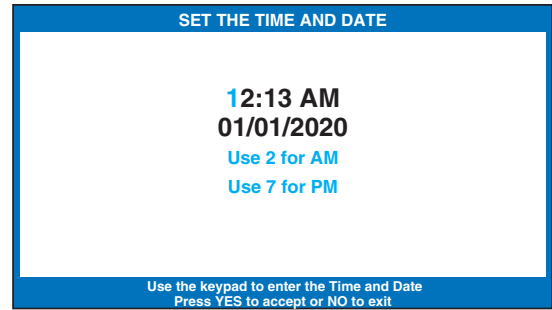 SET THE TIME AND DATE
12:13 AM
01/01/2020
Use 2 for AM
Use 7 for PM
Use the keypad to enter the Time and Date
Press YES to accept or NO to exit